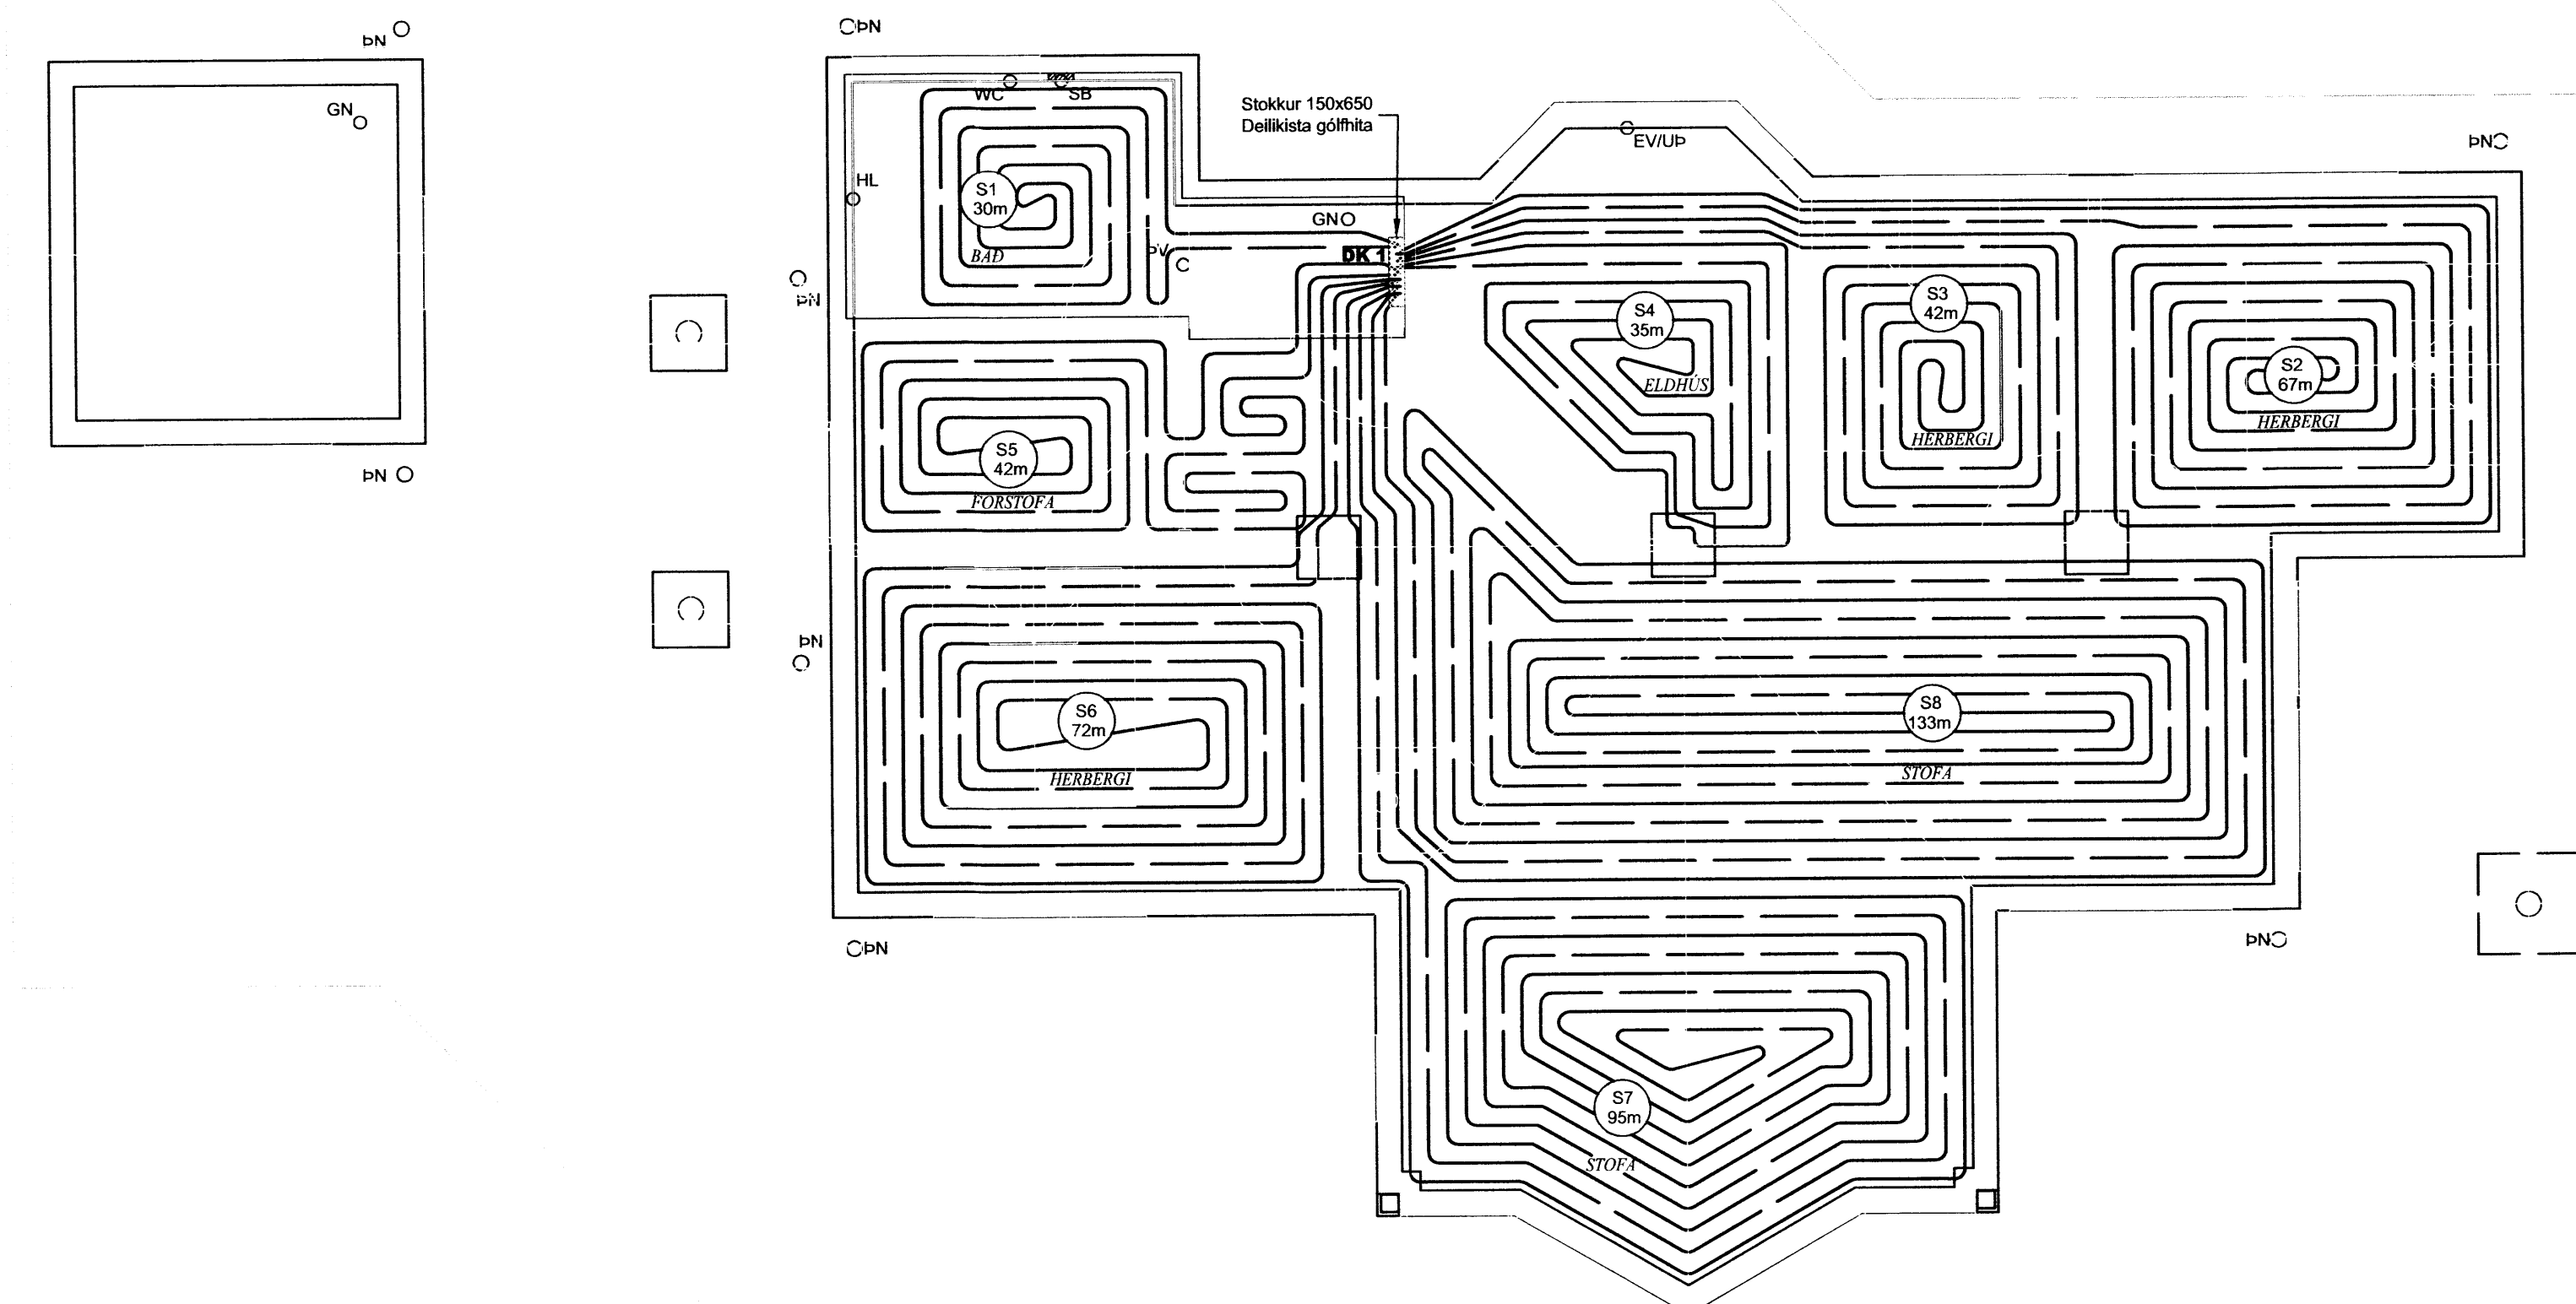 ÞN
GN
ÞN
ÞN
WC
SB
HL
S1
30m
BAÐ
Stokkur 150x650
Deilikista gólfhita
GN
ÞV
DK 1
EV/UÞ
ÞN
ÞN
S4
35m
ELDHÚS
S3
42m
HERBERGI
S2
67m
HERBERGI
S5
42m
FORSTOFA
ÞN
S6
72m
HERBERGI
S8
133m
STOFA
ÞN
ÞN
S7
95m
STOFA